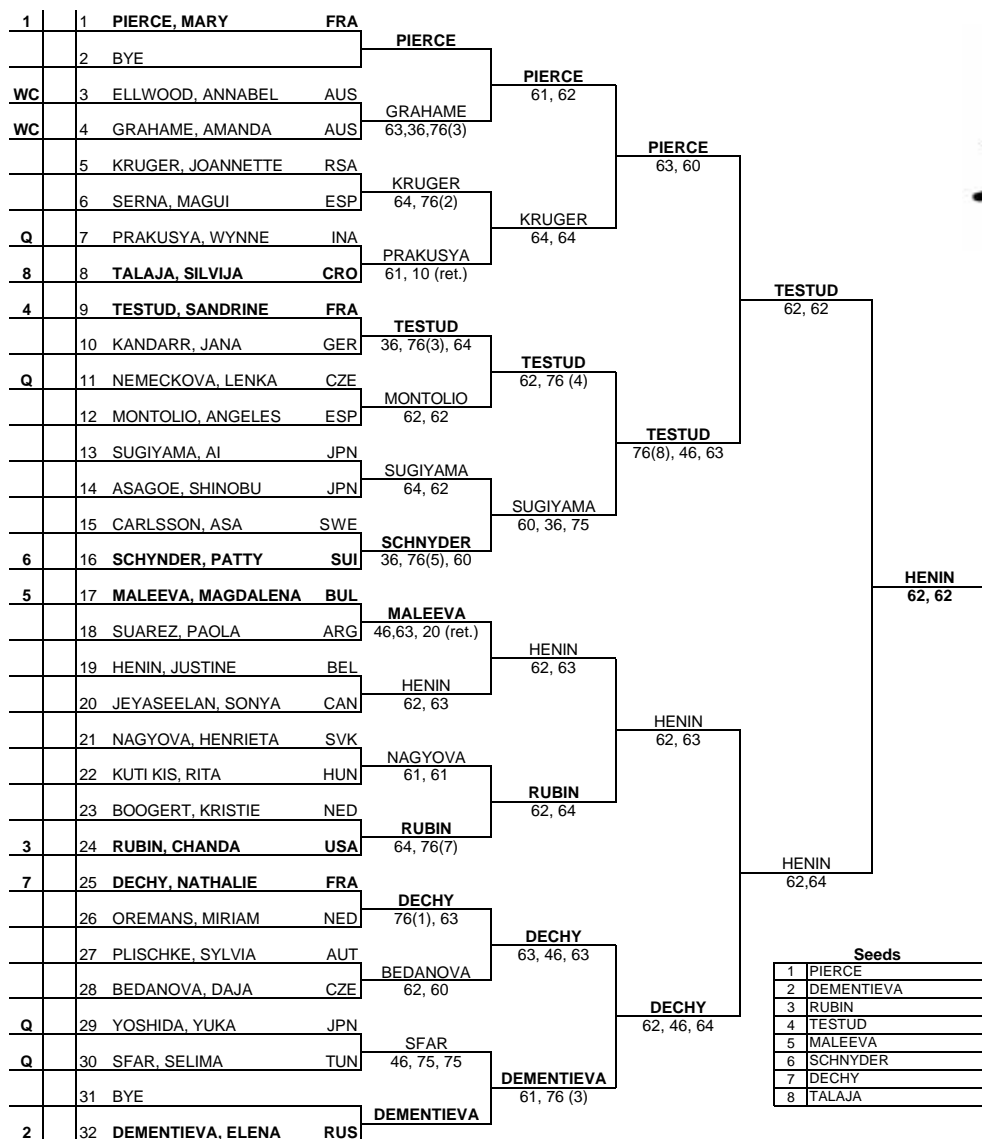 1 1 PIERCE, MARY FRA
PIERCE
2 BYE
PIERCE
61, 62
WC 3 ELLWOOD, ANNABEL AUS
GRAHAME
63,36,76(3)
WC 4 GRAHAME, AMANDA AUS
PIERCE
63, 60
5 KRUGER, JOANNETTE RSA
KRUGER
64, 76(2)
6 SERNA, MAGUI ESP
KRUGER
64, 64
Q 7 PRAKUSYA, WYNNE INA
PRAKUSYA
61, 10 (ret.)
8 8 TALAJA, SILVIJA CRO
TESTUD
62, 62
4 9 TESTUD, SANDRINE FRA
TESTUD
36, 76(3), 64
10 KANDARR, JANA GER
TESTUD
62, 76 (4)
Q 11 NEMECKOVA, LENKA CZE
MONTOLIO
62, 62
12 MONTOLIO, ANGELES ESP
TESTUD
76(8), 46, 63
13 SUGIYAMA, AI JPN
SUGIYAMA
64, 62
14 ASAGOE, SHINOBU JPN
SUGIYAMA
60, 36, 75
15 CARLSSON, ASA SWE
SCHNYDER
36, 76(5), 60
6 16 SCHYNDER, PATTY SUI
HENIN
62, 62
5 17 MALEEVA, MAGDALENA BUL
MALEEVA
46,63, 20 (ret.)
18 SUAREZ, PAOLA ARG
HENIN
62, 63
19 HENIN, JUSTINE BEL
HENIN
62, 63
20 JEYASEELAN, SONYA CAN
HENIN
62, 63
21 NAGYOVA, HENRIETA SVK
NAGYOVA
61, 61
22 KUTI KIS, RITA HUN
RUBIN
62, 64
23 BOOGERT, KRISTIE NED
RUBIN
64, 76(7)
3 24 RUBIN, CHANDA USA
HENIN
62,64
7 25 DECHY, NATHALIE FRA
DECHY
76(1), 63
26 OREMANS, MIRIAM NED
DECHY
63, 46, 63
27 PLISCHKE, SYLVIA AUT
BEDANOVA
62, 60
28 BEDANOVA, DAJA CZE
DECHY
62, 46, 64
Q 29 YOSHIDA, YUKA JPN
SFAR
46, 75, 75
Q 30 SFAR, SELIMA TUN
DEMENTIEVA
61, 76 (3)
31 BYE
DEMENTIEVA
2 32 DEMENTIEVA, ELENA RUS
Seeds
1 PIERCE
2 DEMENTIEVA
3 RUBIN
4 TESTUD
5 MALEEVA
6 SCHNYDER
7 DECHY
8 TALAJA